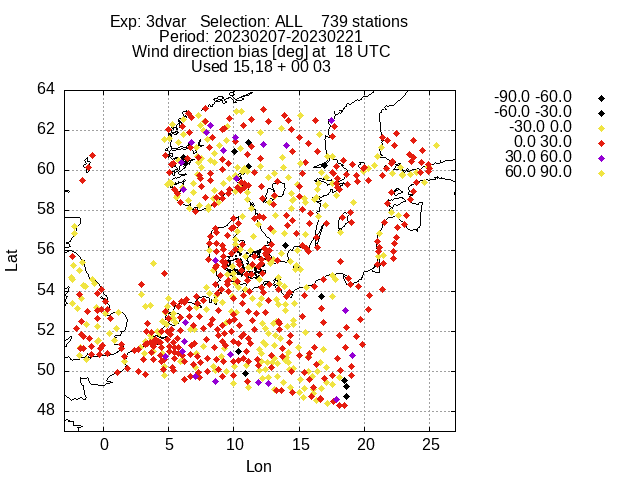 Exp: 3dvar   Selection: ALL    739 stations
Period: 20230207-20230221
Wind direction bias [deg] at  18 UTC
Used 15,18 + 00 03
-90.0 -60.0
-60.0 -30.0
-30.0 0.0
0.0 30.0
30.0 60.0
60.0 90.0
64
62
60
58
56
54
52
50
48
Lat
0 5 10 15 20 25
Lon